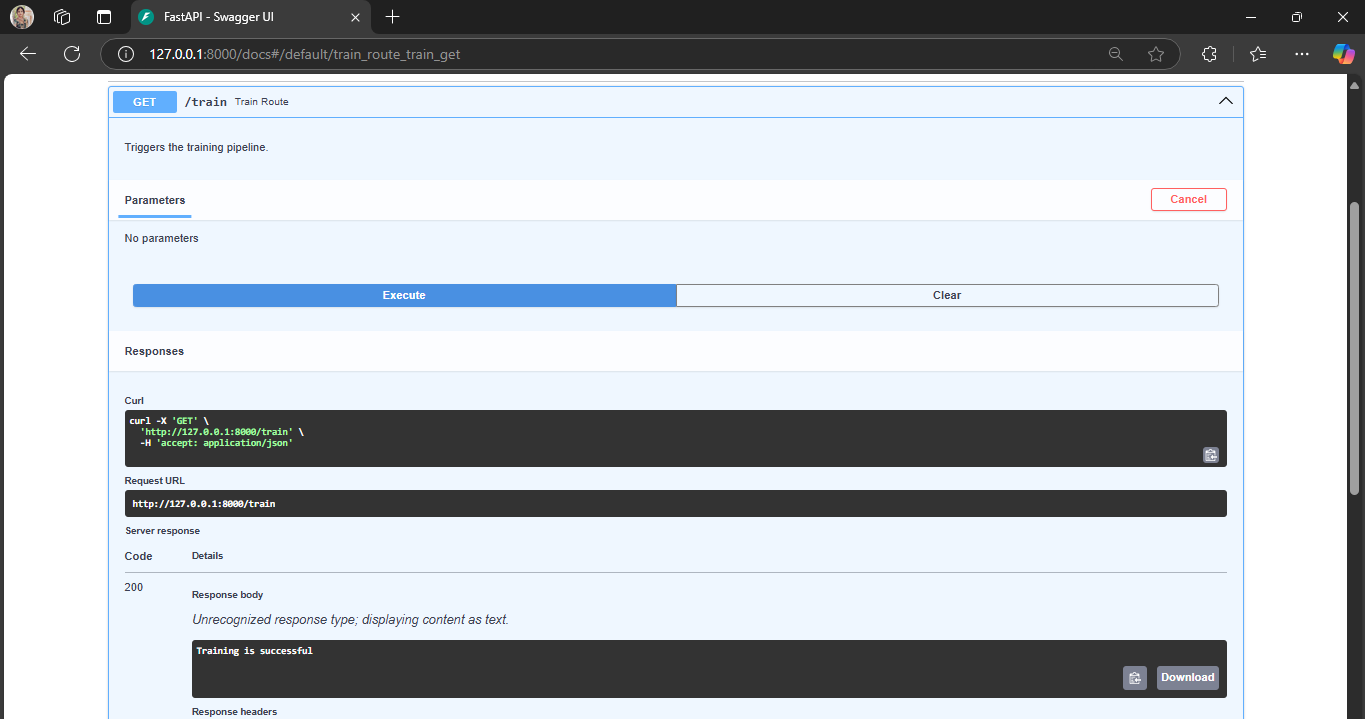 FastAPI - Swagger UI
127.0.0.1:8000/docs#/default/train_route_train_get
GET /train Train Route
Triggers the training pipeline.
Parameters
Cancel
No parameters
Execute
Clear
Responses
Curl
curl -X 'GET' \
'http://127.0.0.1:8000/train' \
-H 'accept: application/json'
Request URL
http://127.0.0.1:8000/train
Server response
Code Details
200
Response body
Unrecognized response type; displaying content as text.
Training is successful
Download
Response headers